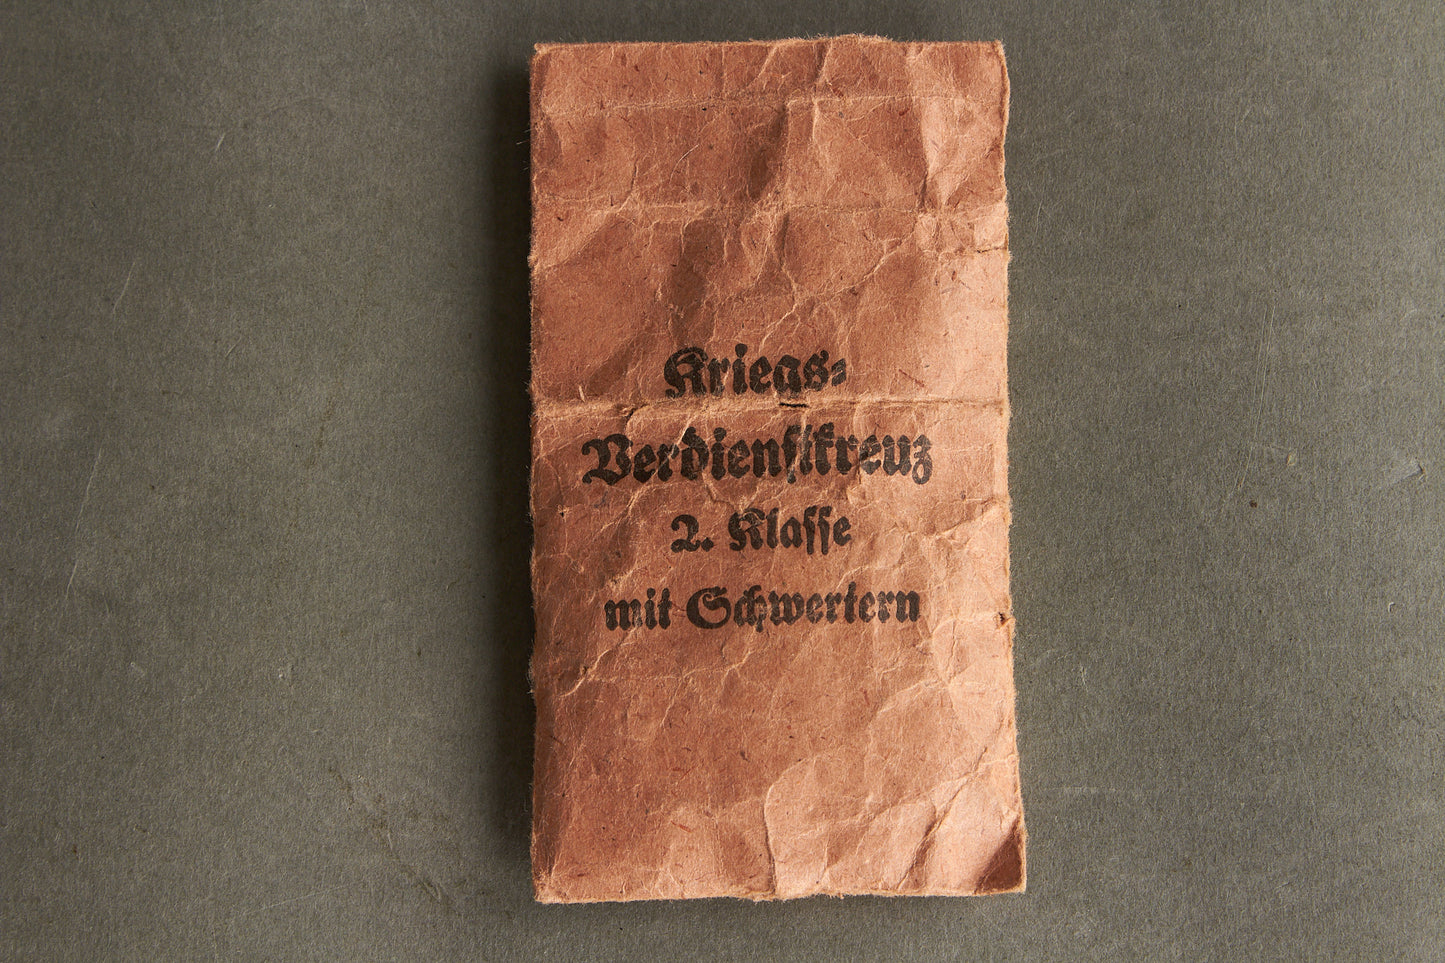 Kriegs-
Verdienstkreuz
2. Klasse
mit Schwertern